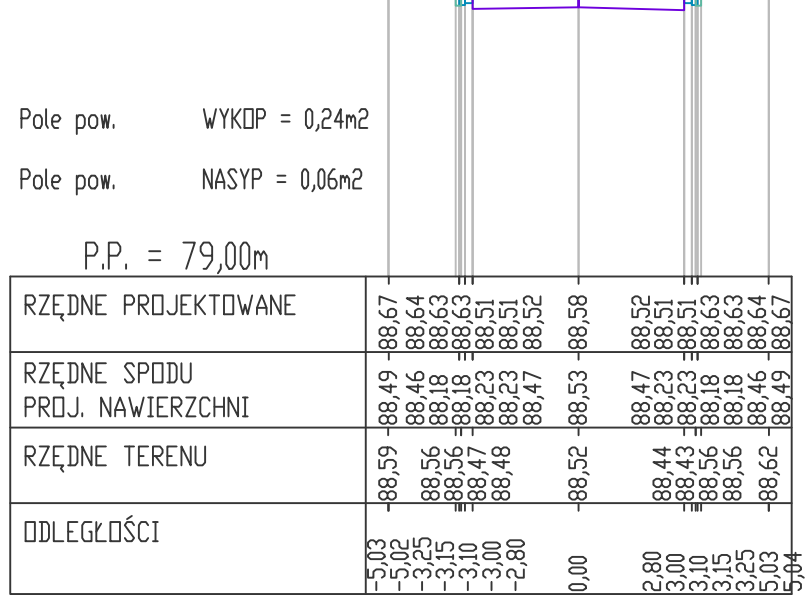 Pole pow. WYKOP = 0,24m2
Pole pow. NASYP = 0,06m2
P.P. = 79,00m
RZĘDNE PROJEKTOWANE 88,67 88,64 88,63 88,63 88,51 88,51 88,52 88,58 88,52 88,51 88,51 88,63 88,63 88,64 88,67
RZĘDNE SPODU
PROJ. NAWIERZCHNI 88,49 88,46 88,18 88,18 88,23 88,23 88,47 88,53 88,47 88,23 88,23 88,18 88,18 88,46 88,49
RZĘDNE TERENU 88,59 88,56 88,56 88,47 88,48 88,52 88,44 88,43 88,56 88,56 88,62
ODLEGŁOŚCI -5,03 -5,02 -3,25 -3,15 -3,10 -3,00 -2,80 0,00 2,80 3,00 3,10 3,15 3,25 5,03 5,04